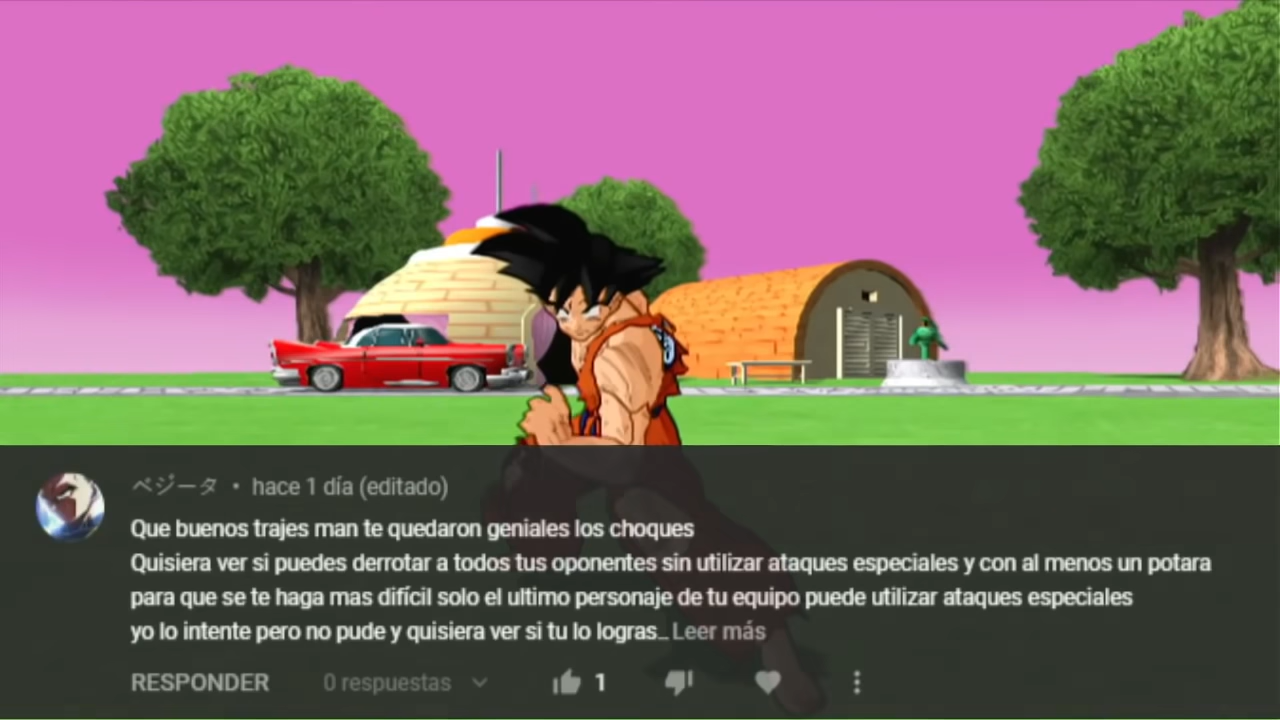 ベジータ • hace 1 día (editado)
Que buenos trajes man te quedaron geniales los choques
Quisiera ver si puedes derrotar a todos tus oponentes sin utilizar ataques especiales y con al menos un potara
para que se te haga mas difícil solo el ultimo personaje de tu equipo puede utilizar ataques especiales
yo lo intente pero no pude y quisiera ver si tu lo logras... Leer más
RESPONDER 0 respuestas 1